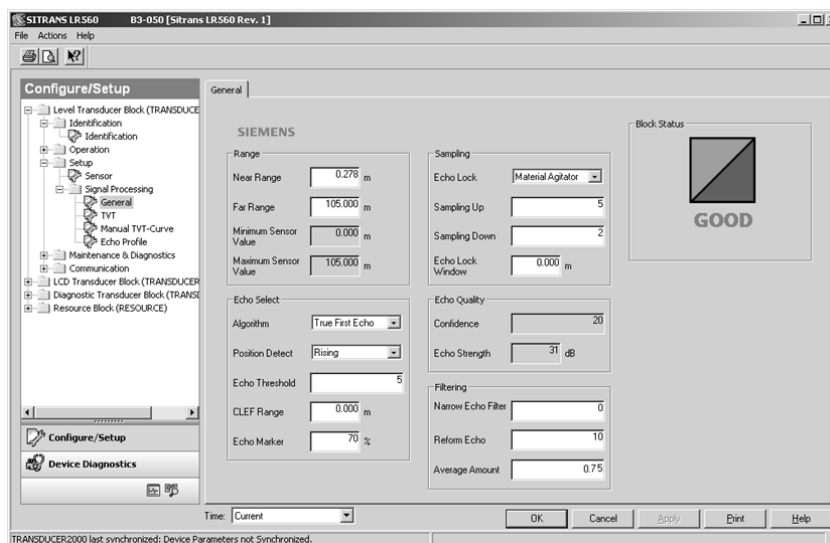 SITRANS LR560 B3-050 [Sitrans LR560 Rev. 1]
File Actions Help
Configure/Setup
Level Transducer Block (TRANSDUCE
Identification
Identification
Operation
Setup
Sensor
Signal Processing
General
TVT
Manual TVT-Curve
Echo Profile
Maintenance & Diagnostics
Communication
LCD Transducer Block (TRANSDUCER
Diagnostic Transducer Block (TRANSD
Resource Block (RESOURCE)
Configure/Setup
Device Diagnostics
General
SIEMENS
Range
Near Range 0.278 m
Far Range 105.000 m
Minimum Sensor Value 0.000 m
Maximum Sensor Value 105.000 m
Echo Select
Algorithm True First Echo
Position Detect Rising
Echo Threshold 5
CLEF Range 0.000 m
Echo Marker 70 %
Sampling
Echo Lock Material Agitator
Sampling Up 5
Sampling Down 2
Echo Lock Window 0.000 m
Echo Quality
Confidence 20
Echo Strength 31 dB
Filtering
Narrow Echo Filter 0
Reform Echo 10
Average Amount 0.75
Block Status
GOOD
Time: Current
OK Cancel Apply Print Help
TRANSDUCER2000 last synchronized: Device Parameters not Synchronized.